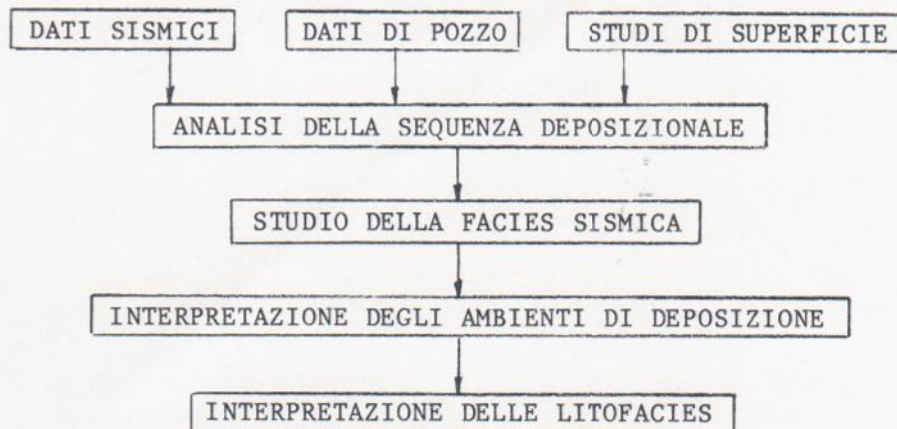 DATI SISMICI DATI DI POZZO STUDI DI SUPERFICIE
ANALISI DELLA SEQUENZA DEPOSIZIONALE
STUDIO DELLA FACIES SISMICA
INTERPRETAZIONE DEGLI AMBIENTI DI DEPOSIZIONE
INTERPRETAZIONE DELLE LITOFACIES